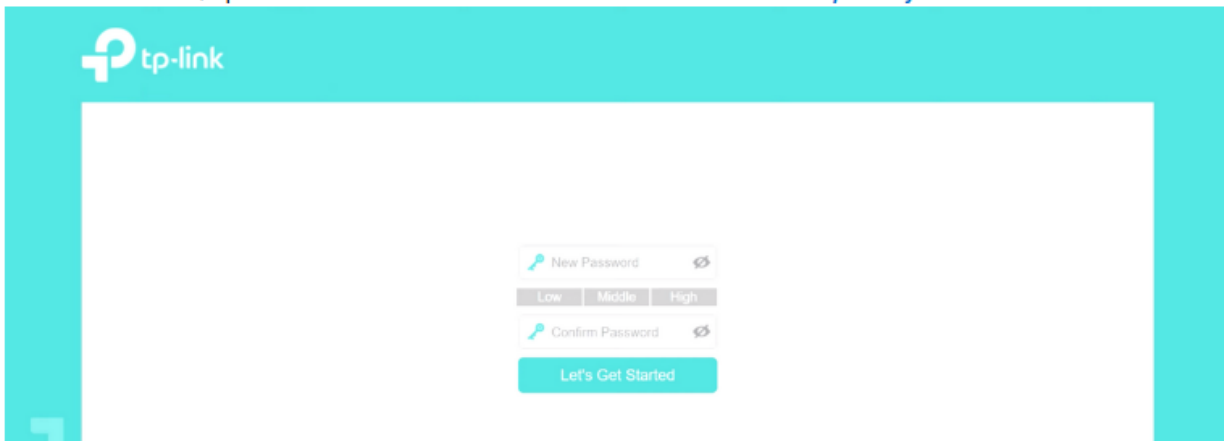 tp-link
New Password
Low Middle High
Confirm Password
Let's Get Started